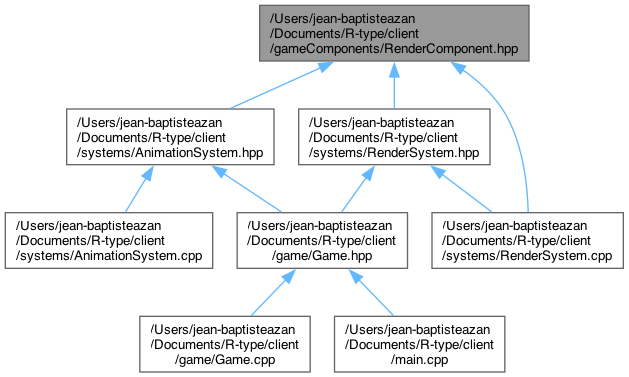 /Users/jean-baptisteazan
/Documents/R-type/client
/gameComponents/RenderComponent.hpp
/Users/jean-baptisteazan
/Documents/R-type/client
/systems/AnimationSystem.hpp
/Users/jean-baptisteazan
/Documents/R-type/client
/systems/RenderSystem.hpp
/Users/jean-baptisteazan
/Documents/R-type/client
/systems/AnimationSystem.cpp
/Users/jean-baptisteazan
/Documents/R-type/client
/game/Game.hpp
/Users/jean-baptisteazan
/Documents/R-type/client
/systems/RenderSystem.cpp
/Users/jean-baptisteazan
/Documents/R-type/client
/game/Game.cpp
/Users/jean-baptisteazan
/Documents/R-type/client
/main.cpp